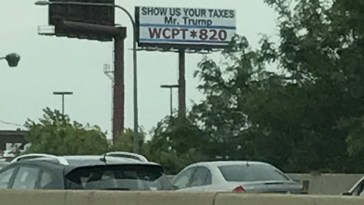 SHOW US YOUR TAXES
Mr. Trump
WCPT*820